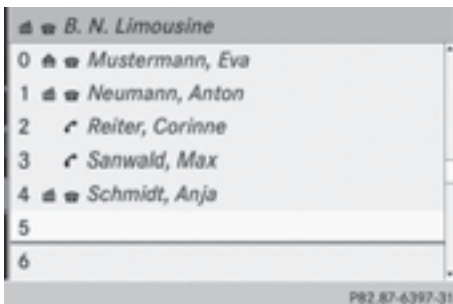 B. N. Limousine
0 Mustermann, Eva
1 Neumann, Anton
2 Reiter, Corinne
3 Sanwald, Max
4 Schmidt, Anja
5
6
P82.87-6397-31